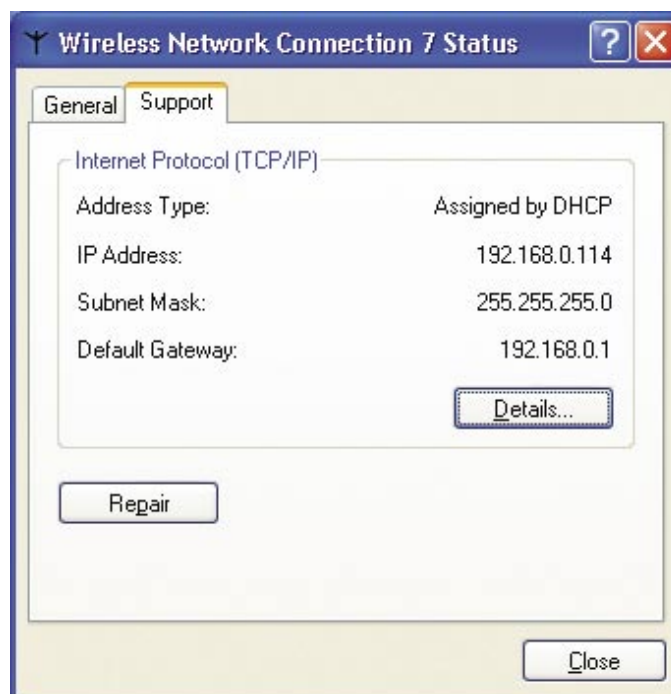 Wireless Network Connection 7 Status
General Support
Internet Protocol (TCP/IP)
Address Type: Assigned by DHCP
IP Address: 192.168.0.114
Subnet Mask: 255.255.255.0
Default Gateway: 192.168.0.1
Details...
Repair
Close